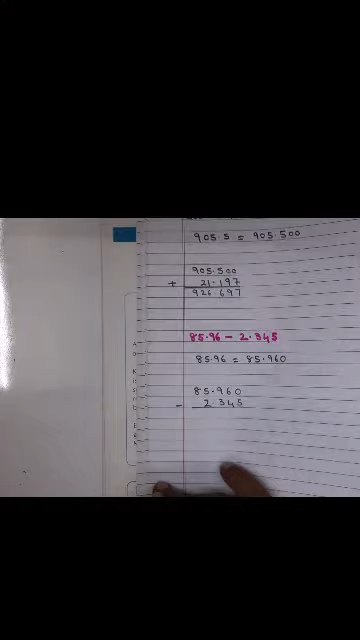 905.5 = 905.500
905.500
+ 21.197
926.697
85.96 - 2.345
85.96 = 85.960
85.960
- 2.345